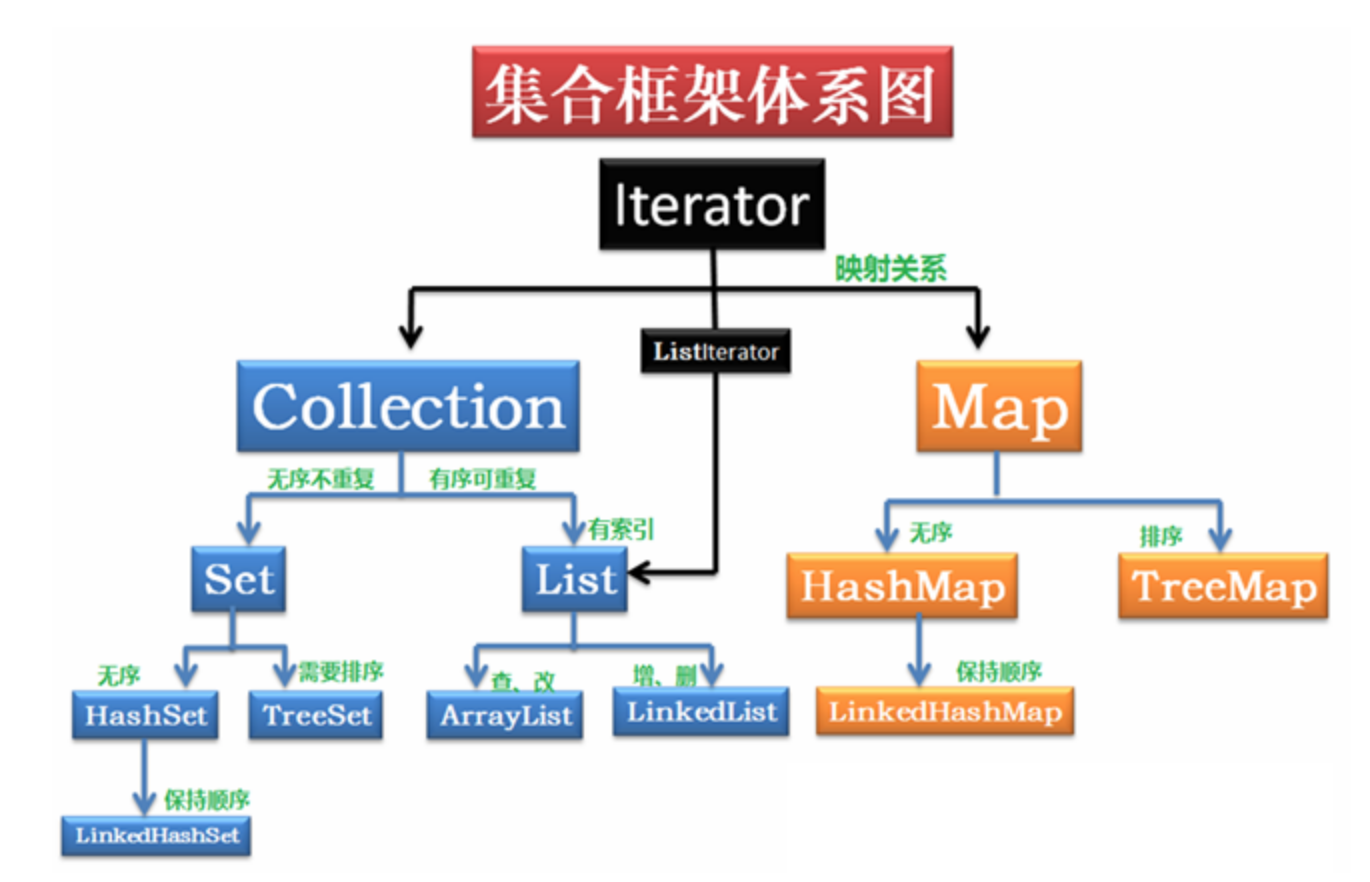 集合框架体系图
Iterator
映射关系
ListIterator
Collection
Map
无序不重复
有序可重复
有索引
无序
排序
Set
List
HashMap
TreeMap
无序
需要排序
查、改
增、删
保持顺序
HashSet
TreeSet
ArrayList
LinkedList
LinkedHashMap
保持顺序
LinkedHashSet